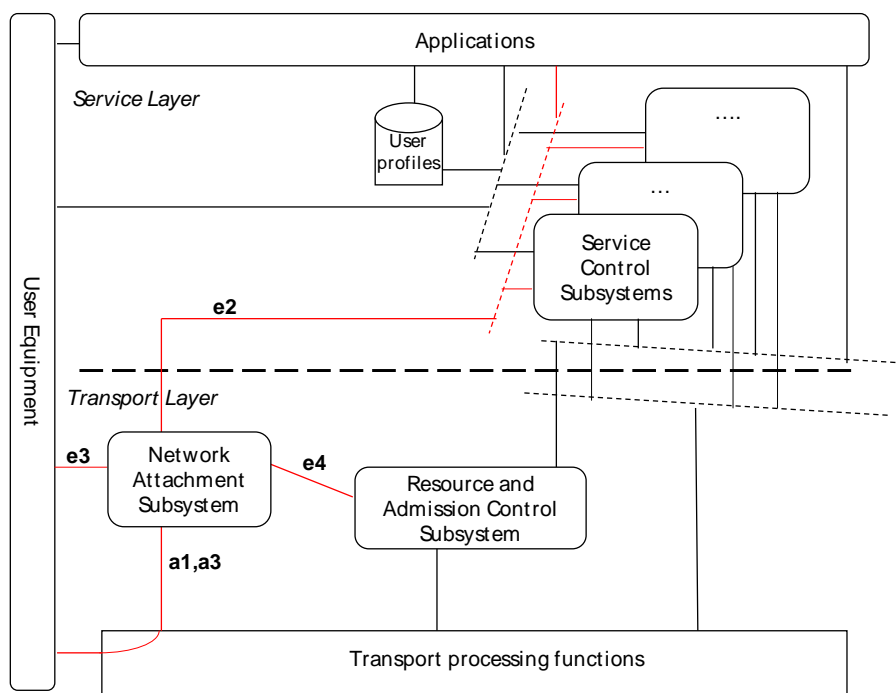 Applications
Service Layer
User
profiles
....
...
Service
Control
Subsystems
User Equipment
e2
Transport Layer
e3
Network
Attachment
Subsystem
e4
Resource and
Admission Control
Subsystem
a1,a3
Transport processing functions